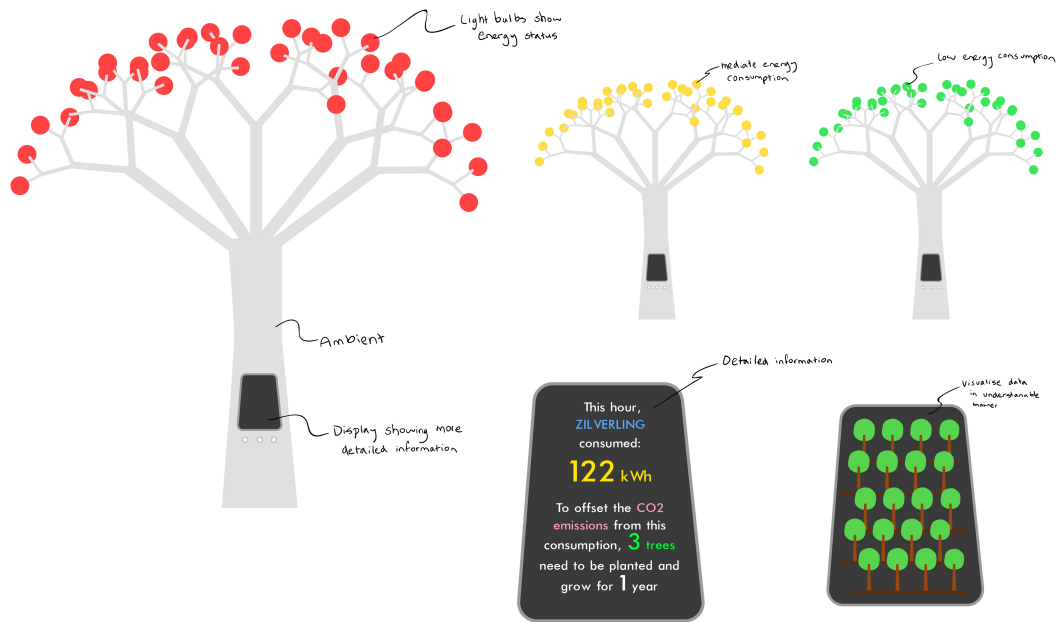 Light bulbs show
energy status
mediate energy
consumption
Low energy consumption
Ambient
Display showing more
detailed information
Detailed information
This hour,
ZILVERLING
consumed:
122 kWh
To offset the CO2
emissions from this
consumption, 3 trees
need to be planted and
grow for 1 year
Visualise data
in understanable
manner